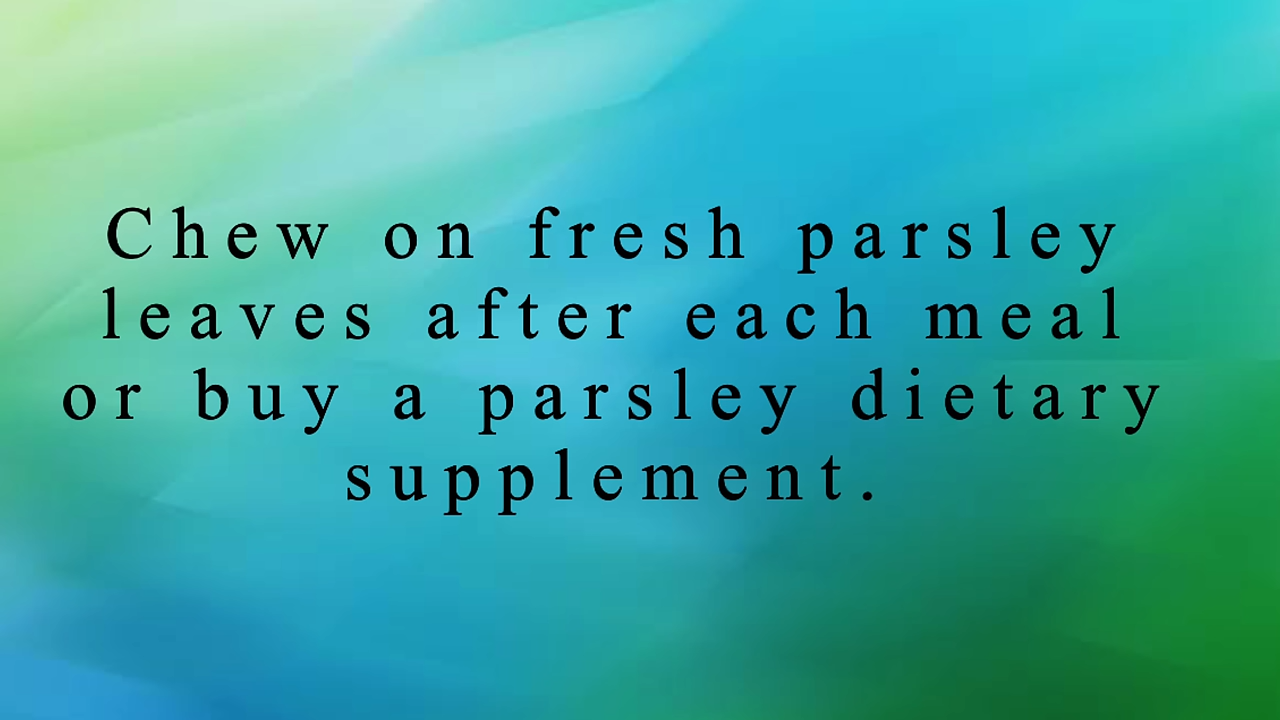 Chew on fresh parsley
leaves after each meal
or buy a parsley dietary
supplement.